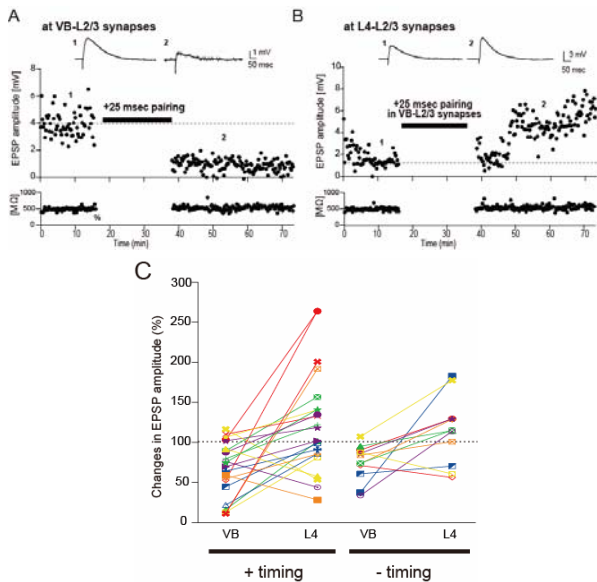 A
at VB-L2/3 synapses
1
2
1 mV
50 msec
EPSP amplitude [mV]
8
6
4
2
0
1
+25 msec pairing
2
[MΩ]
1000
500
0
%
0 10 20 30 40 50 60 70
Time (min)
B
at L4-L2/3 synapses
1
2
3 mV
50 msec
EPSP amplitude [mV]
10
8
6
4
2
0
1
+25 msec pairing
in VB-L2/3 synapses
2
[MΩ]
1000
500
0
0 10 20 30 40 50 60 70
Time (min)
C
Changes in EPSP amplitude (%)
300
250
200
150
100
50
0
VB L4 VB L4
+ timing - timing